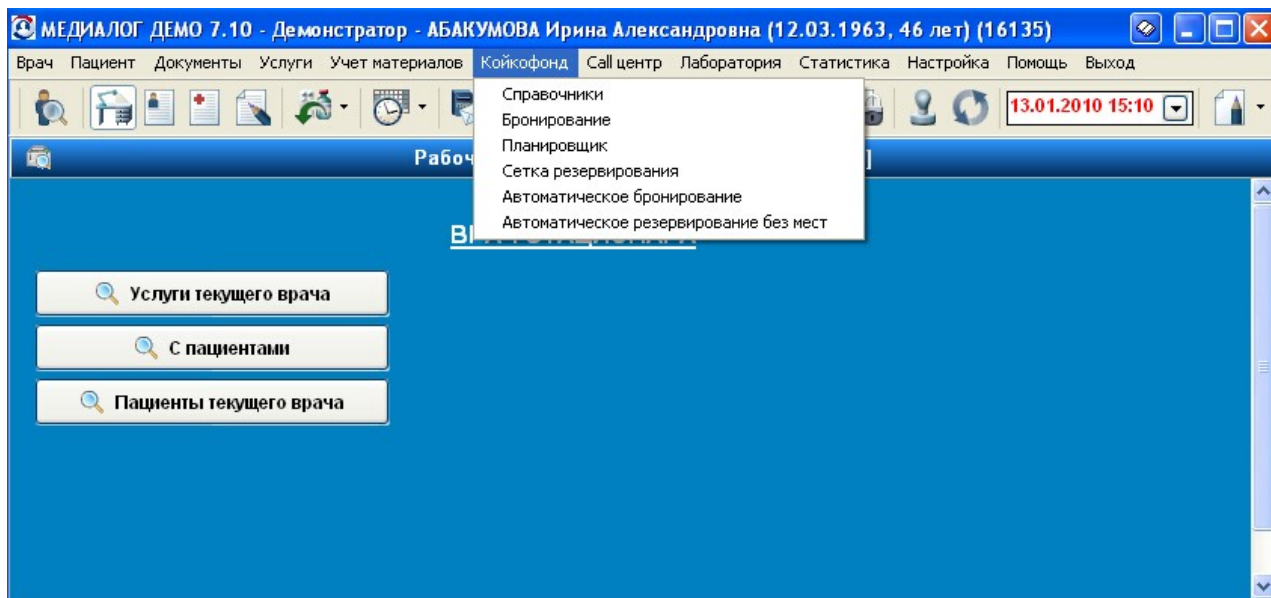 МЕДИАЛОГ ДЕМО 7.10 - Демонстратор - АБАКУМОВА Ирина Александровна (12.03.1963, 46 лет) (16135)
Врач Пациент Документы Услуги Учет материалов Койкофонд Call центр Лаборатория Статистика Настройка Помощь Выход
13.01.2010 15:10
Справочники
Бронирование
Планировщик
Сетка резервирования
Автоматическое бронирование
Автоматическое резервирование без мест
Услуги текущего врача
С пациентами
Пациенты текущего врача